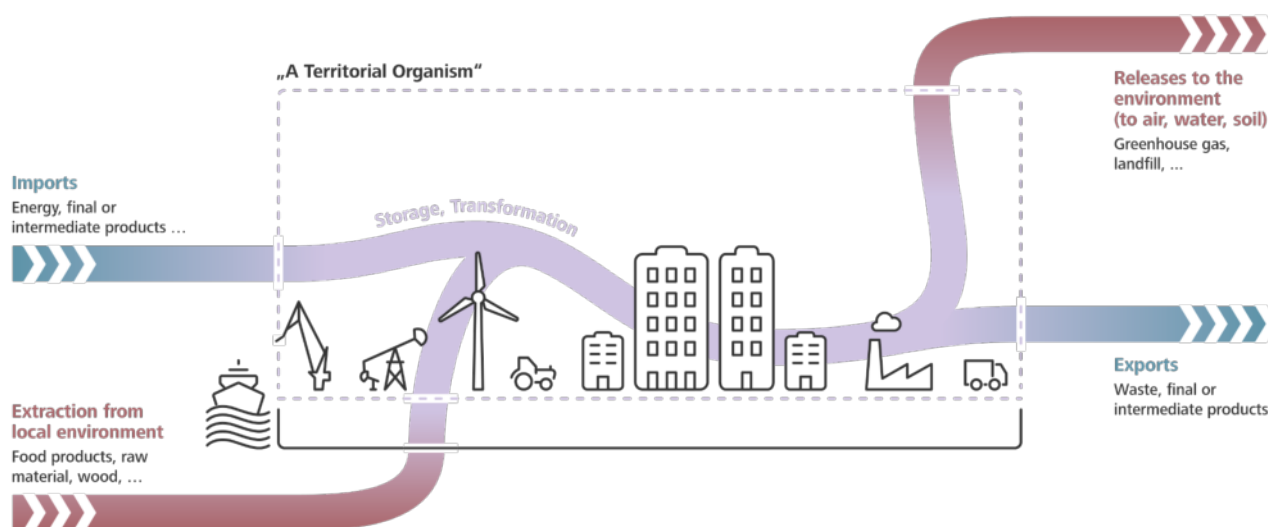 „A Territorial Organism“
Releases to the
environment
(to air, water, soil)
Greenhouse gas,
landfill, ...
Imports
Energy, final or
intermediate products ...
Storage, Transformation
Exports
Waste, final or
intermediate products
Extraction from
local environment
Food products, raw
material, wood, ...